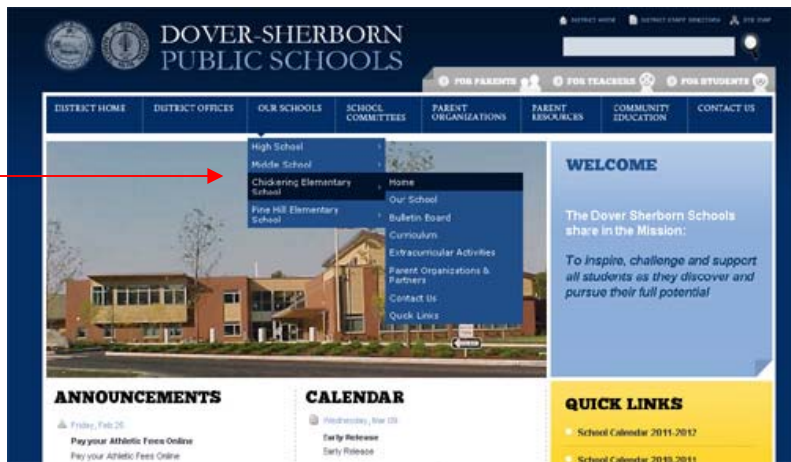 DISTRICT HOME DISTRICT STAFF DIRECTORY SITE MAP
DOVER-SHERBORN
PUBLIC SCHOOLS
FOR PARENTS FOR TEACHERS FOR STUDENTS
DISTRICT HOME DISTRICT OFFICES OUR SCHOOLS SCHOOL COMMITTEES PARENT ORGANIZATIONS PARENT RESOURCES COMMUNITY EDUCATION CONTACT US
High School
Middle School
Chickering Elementary
School
Pine Hill Elementary
School
Home
Our School
Bulletin Board
Curriculum
Extracurricular Activities
Parent Organizations &
Partners
Contact Us
Quick Links
WELCOME
The Dover Sherborn Schools
share in the Mission:
To inspire, challenge and support
all students as they discover and
pursue their full potential
ANNOUNCEMENTS
Friday, Feb 26
Pay your Athletic Fees Online
Pay your Athletic Fees Online
CALENDAR
Wednesday, Mar 09
Early Release
Early Release
QUICK LINKS
School Calendar 2011-2012
School Calendar 2010-2011